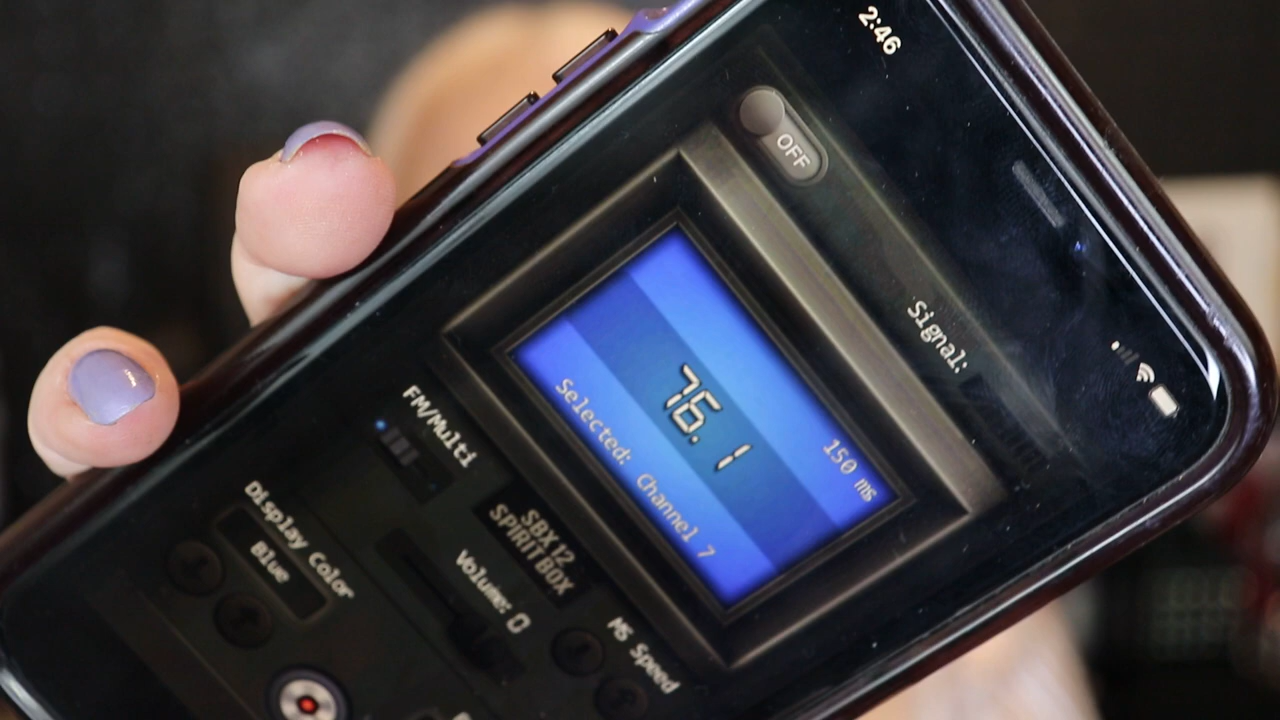 2:46
OFF
Signal:
150 ms
76.1
Selected: Channel 7
FM/Multi
SBX 12
SPIRIT BOX
Volume: 0
MS Speed
Display Color
Blue